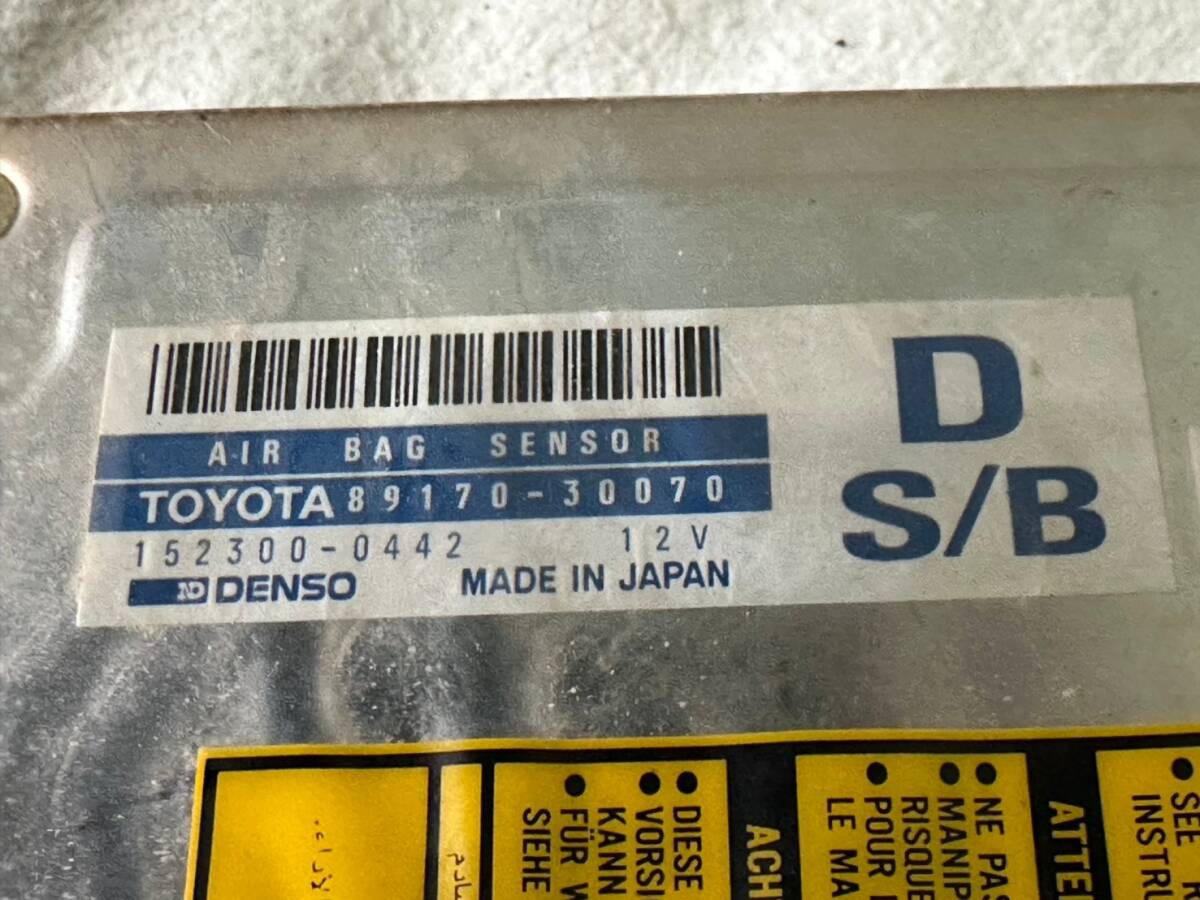 AIR BAG SENSOR
TOYOTA 89170-30070
152300-0442 12V
ND DENSO MADE IN JAPAN
D
S/B
● DIESE
● VORSI
KANN
● FÜR W
SIEHE
ACH
● NE PAS
● MANIP
RISQUE
● POUR
LE MA
ATTE
● SEE
INSTRU